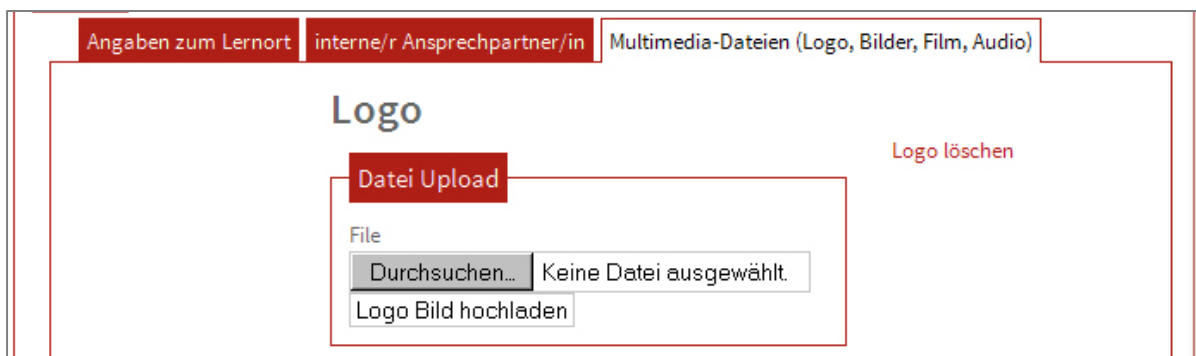 Angaben zum Lernort interne/r Ansprechpartner/in Multimedia-Dateien (Logo, Bilder, Film, Audio)
Logo
Logo löschen
Datei Upload
File
Durchsuchen... Keine Datei ausgewählt.
Logo Bild hochladen